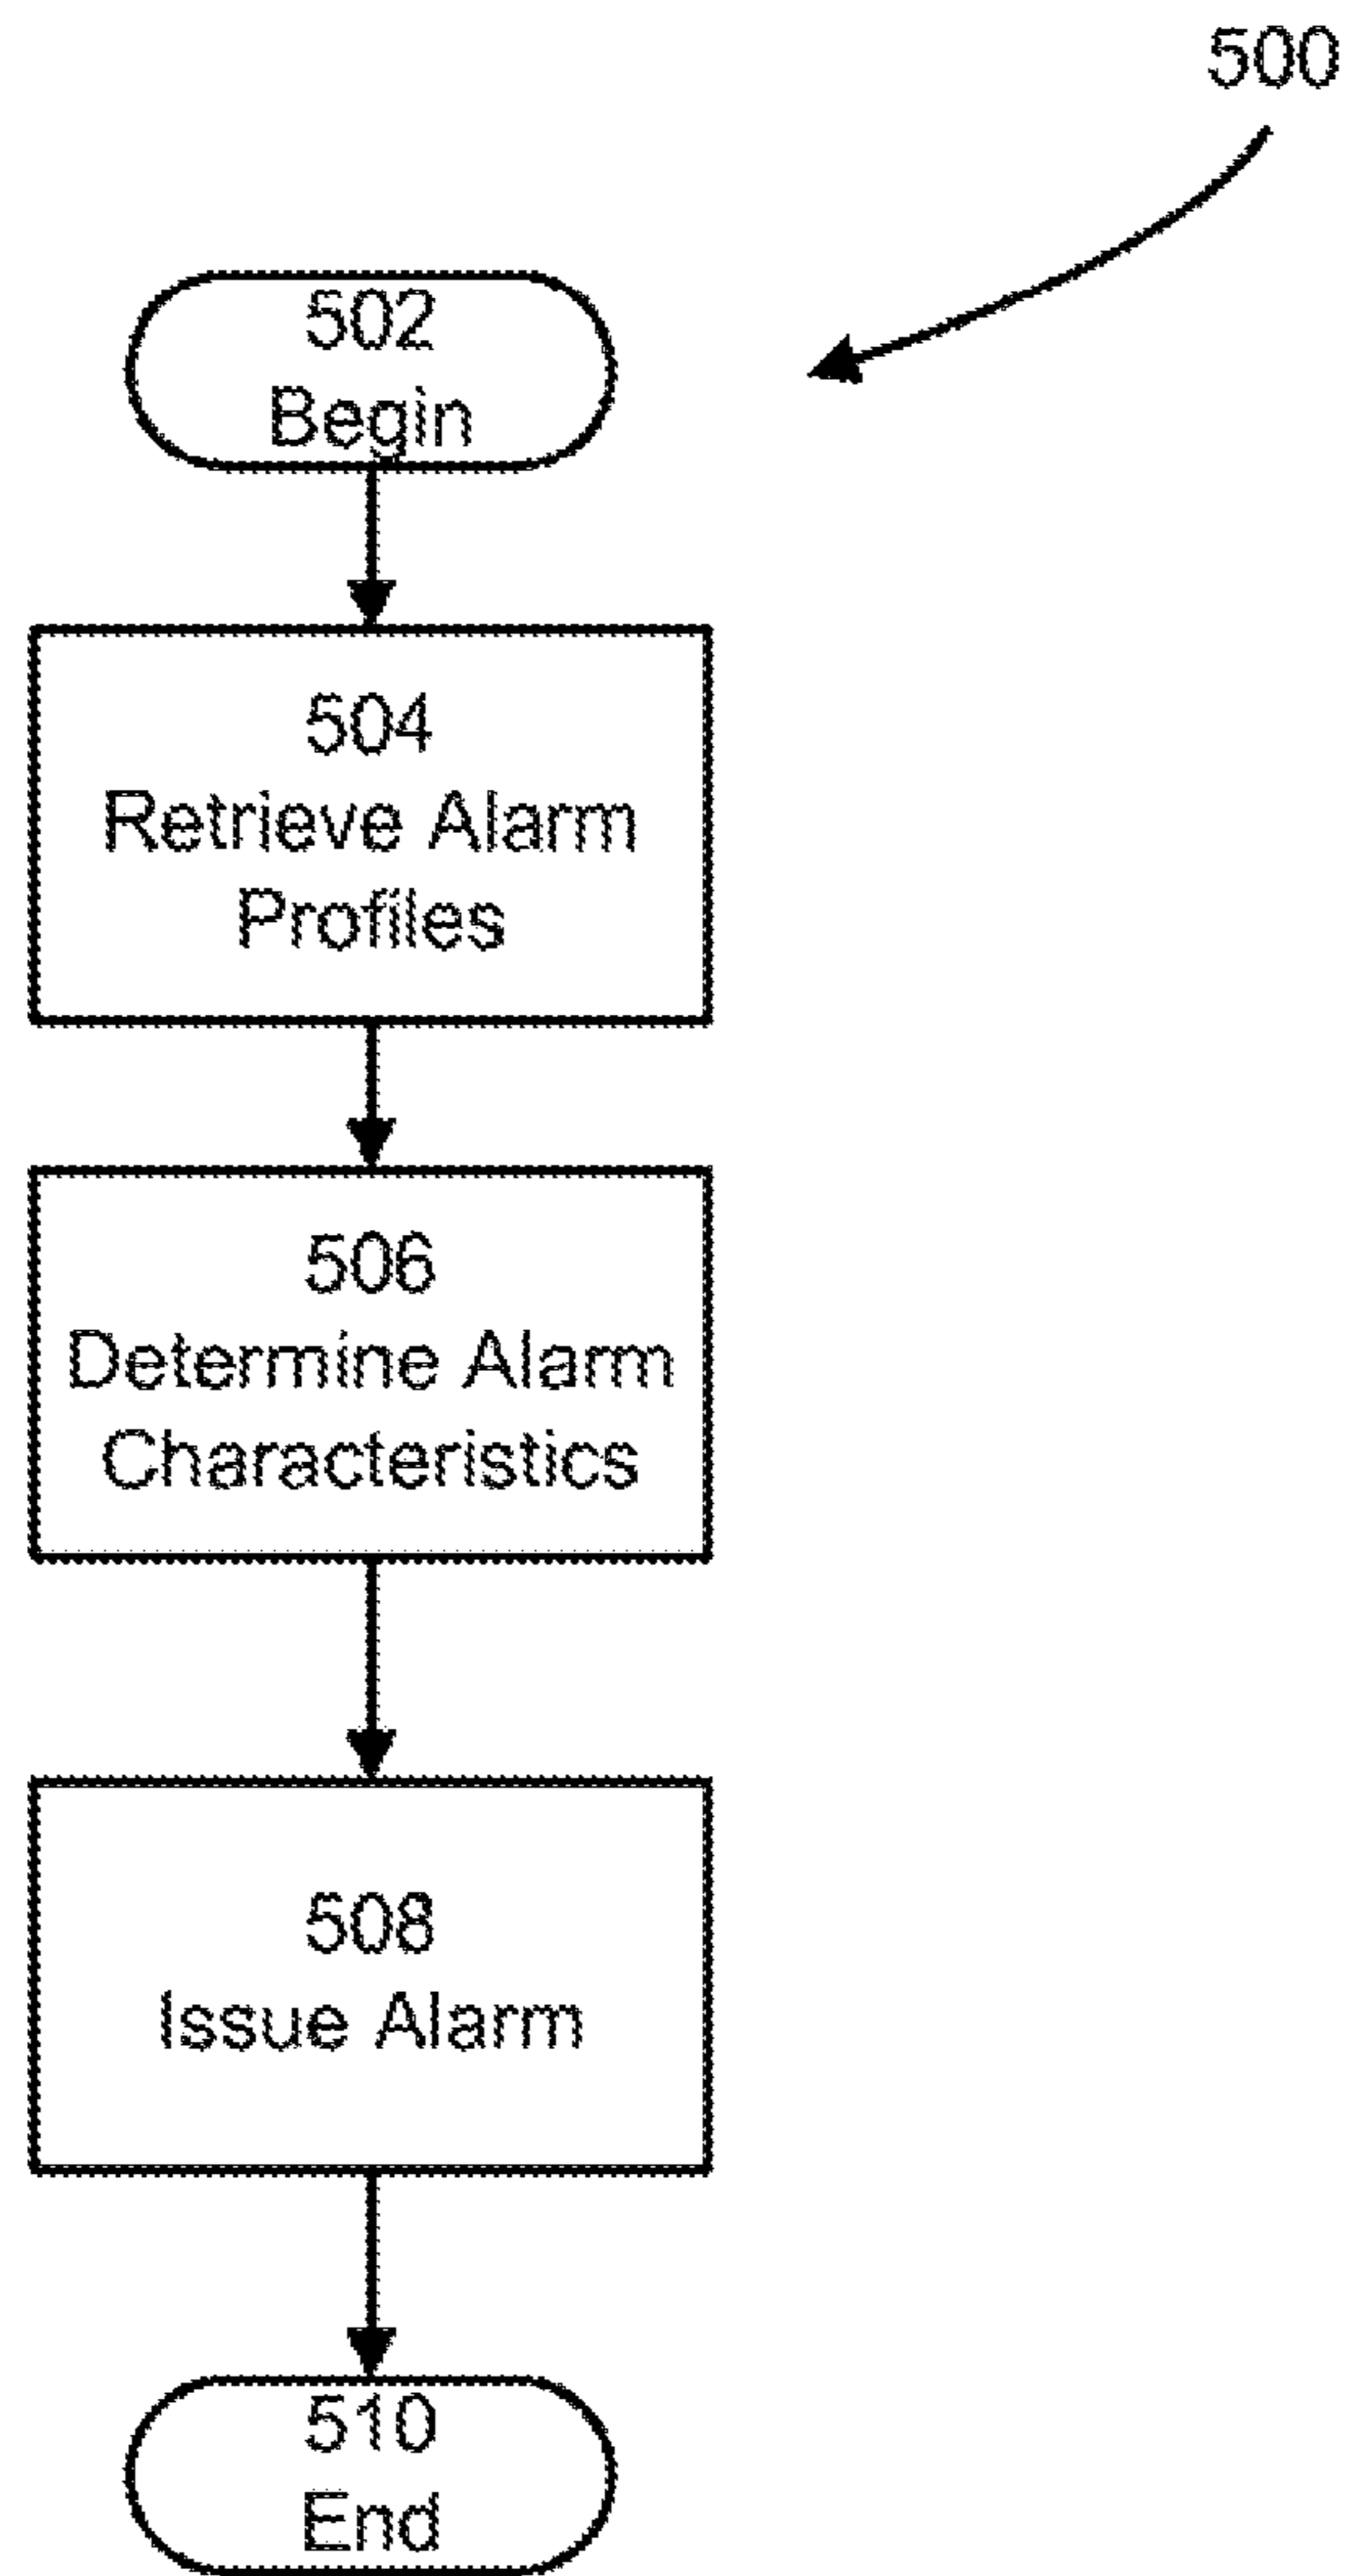 500
502
Begin
504
Retrieve Alarm
Profiles
506
Determine Alarm
Characteristics
508
Issue Alarm
510
End